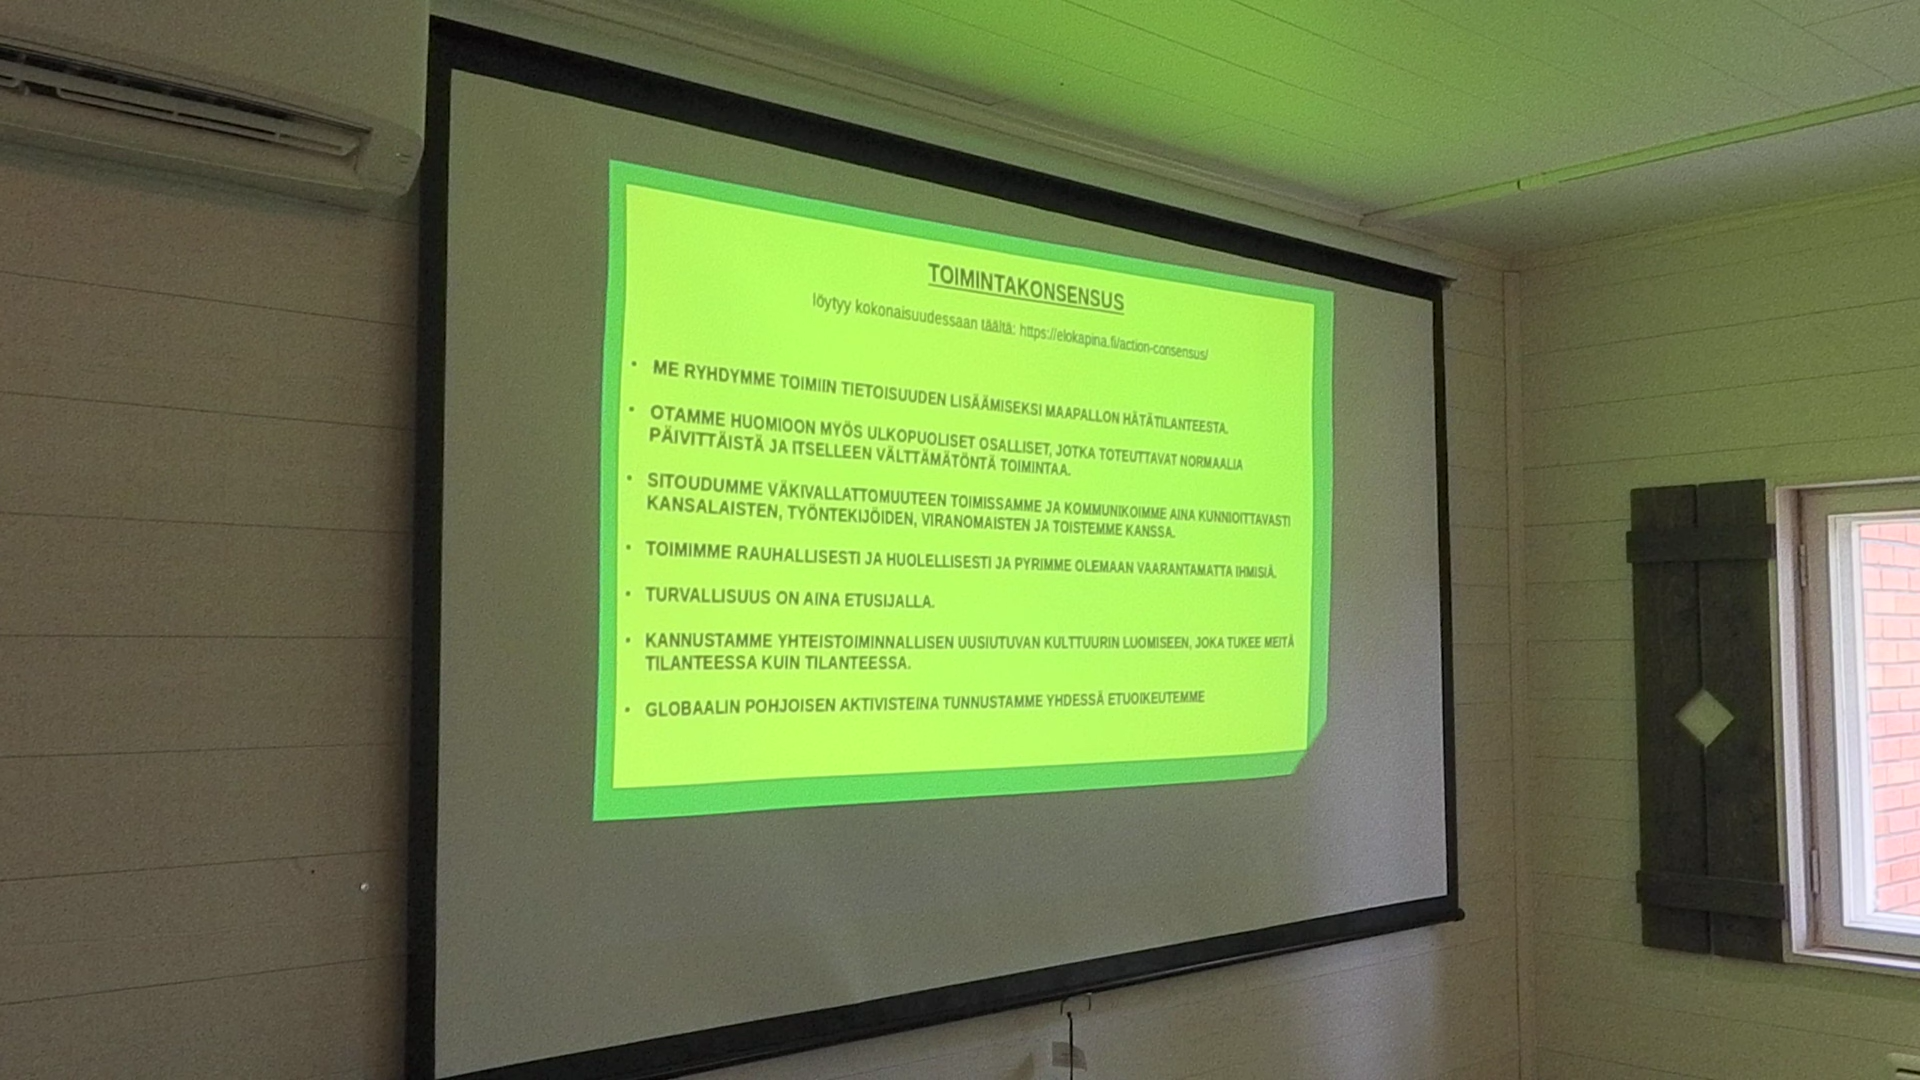 TOIMINTAKONSENSUS
löytyy kokonaisuudessaan täältä: https://elokapina.fi/action-consensus/
• ME RYHDYMME TOIMIIN TIETOISUUDEN LISÄÄMISEKSI MAAPALLON HÄTÄTILANTEESTA.
• OTAMME HUOMIOON MYÖS ULKOPUOLISET OSALLISET, JOTKA TOTEUTTAVAT NORMAALIA
PÄIVITTÄISTÄ JA ITSELLEEN VÄLTTÄMÄTÖNTÄ TOIMINTAA.
• SITOUDUMME VÄKIVALLATTOMUUTEEN TOIMISSAMME JA KOMMUNIKOIMME AINA KUNNIOITTAVASTI
KANSALAISTEN, TYÖNTEKIJÖIDEN, VIRANOMAISTEN JA TOISTEMME KANSSA.
• TOIMIMME RAUHALLISESTI JA HUOLELLISESTI JA PYRIMME OLEMAAN VAARANTAMATTA IHMISIÄ.
• TURVALLISUUS ON AINA ETUSIJALLA.
• KANNUSTAMME YHTEISTOIMINNALLISEN UUSIUTUVAN KULTTUURIN LUOMISEEN, JOKA TUKEE MEITÄ
TILANTEESSA KUIN TILANTEESSA.
• GLOBAALIN POHJOISEN AKTIVISTEINA TUNNUSTAMME YHDESSÄ ETUOIKEUTEMME